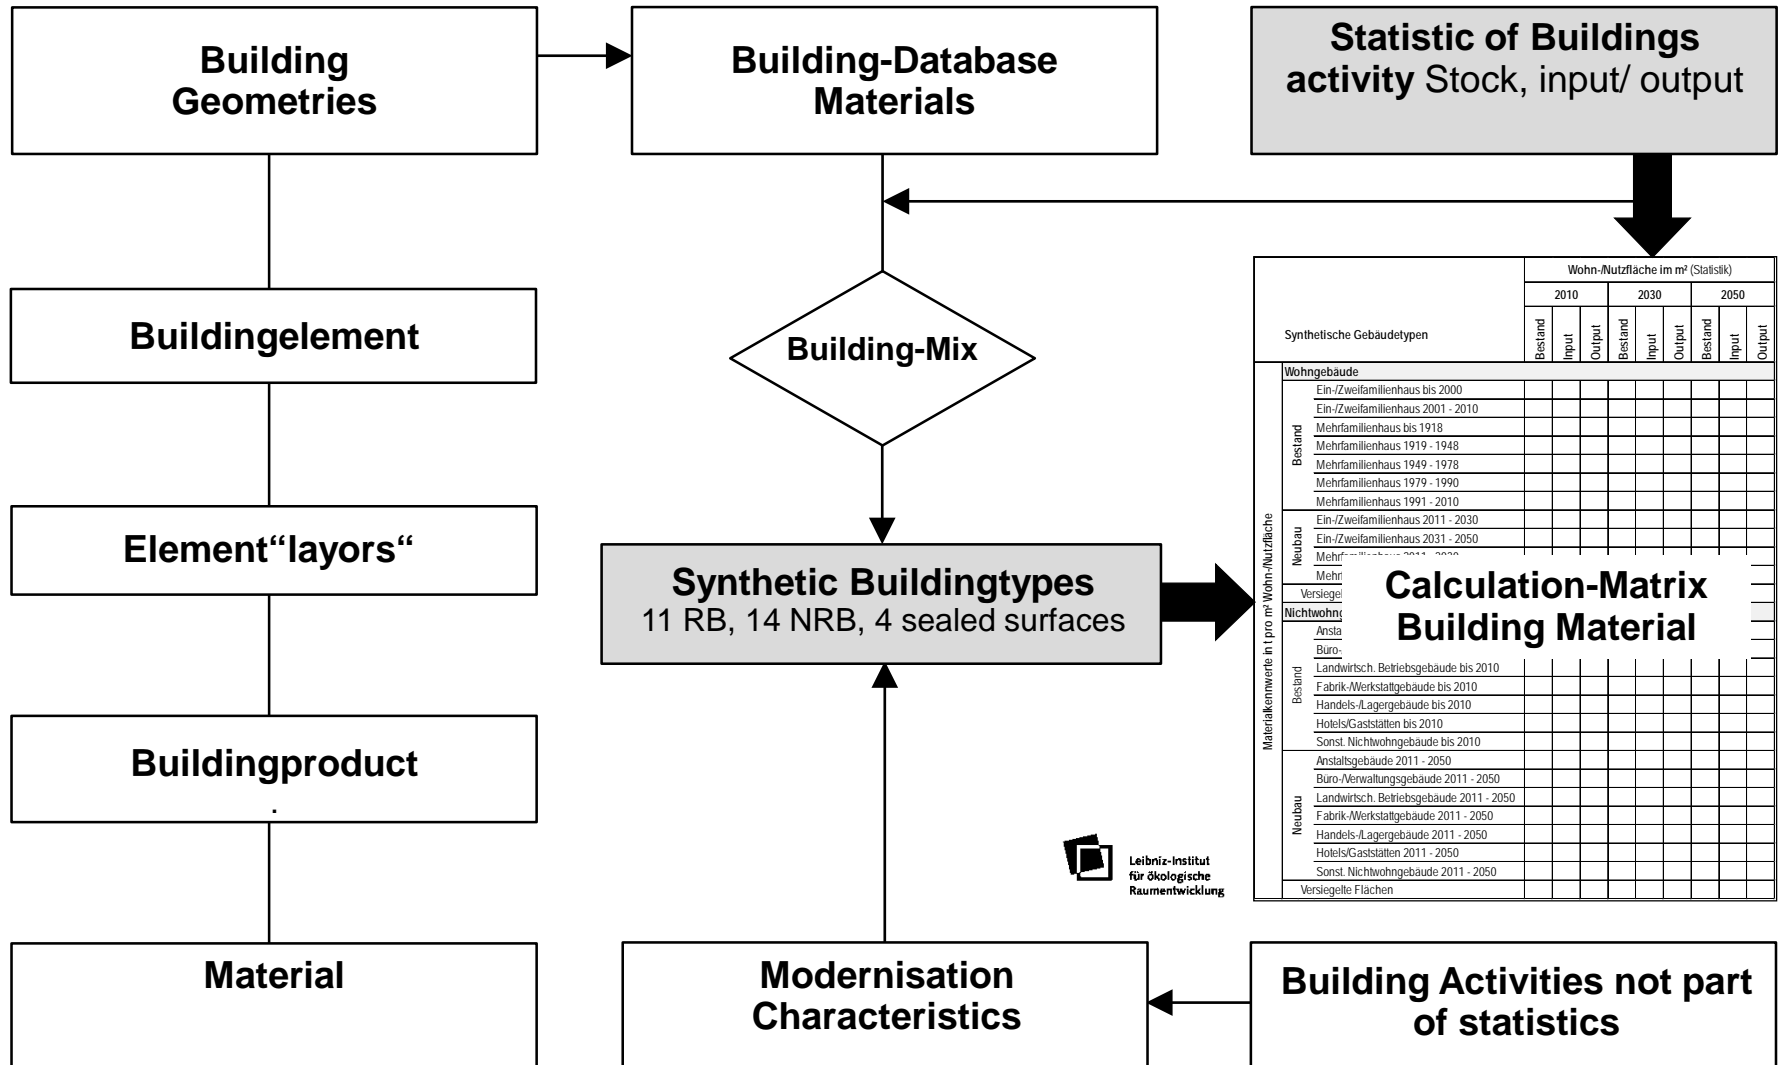 Building
Geometries
Building-Database
Materials
Statistic of Buildings
activity Stock, input/ output
Buildingelement
Building-Mix
Element“layors“
Synthetic Buildingtypes
11 RB, 14 NRB, 4 sealed surfaces
Buildingproduct
.
Material
Modernisation
Characteristics
Building Activities not part
of statistics
Leibniz-Institut
für ökologische
Raumentwicklung
Wohn-/Nutzfläche im m² (Statistik)
2010 2030 2050
Synthetische Gebäudetypen
Bestand Input Output Bestand Input Output Bestand Input Output
Materialkennwerte in t pro m² Wohn-/Nutzfläche
Wohngebäude
Bestand
Ein-/Zweifamilienhaus bis 2000
Ein-/Zweifamilienhaus 2001 - 2010
Mehrfamilienhaus bis 1918
Mehrfamilienhaus 1919 - 1948
Mehrfamilienhaus 1949 - 1978
Mehrfamilienhaus 1979 - 1990
Mehrfamilienhaus 1991 - 2010
Neubau
Ein-/Zweifamilienhaus 2011 - 2030
Ein-/Zweifamilienhaus 2031 - 2050
Calculation-Matrix
Building Material
Bestand
Landwirtsch. Betriebsgebäude bis 2010
Fabrik-/Werkstattgebäude bis 2010
Handels-/Lagergebäude bis 2010
Hotels/Gaststätten bis 2010
Sonst. Nichtwohngebäude bis 2010
Neubau
Anstaltsgebäude 2011 - 2050
Büro-/Verwaltungsgebäude 2011 - 2050
Landwirtsch. Betriebsgebäude 2011 - 2050
Fabrik-/Werkstattgebäude 2011 - 2050
Handels-/Lagergebäude 2011 - 2050
Hotels/Gaststätten 2011 - 2050
Sonst. Nichtwohngebäude 2011 - 2050
Versiegelte Flächen